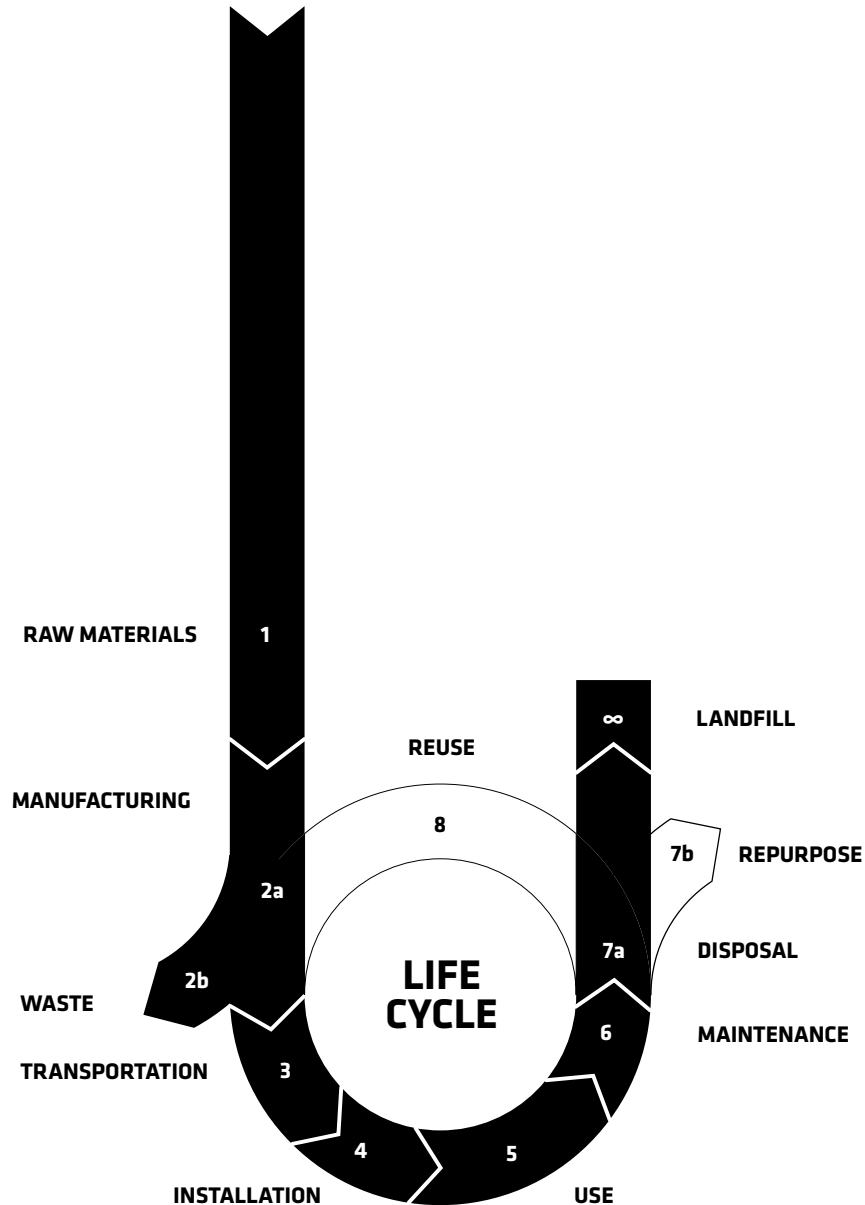 RAW MATERIALS
1
∞
LANDFILL
REUSE
MANUFACTURING
8
7b
REPURPOSE
2a
7a
DISPOSAL
2b
LIFE
CYCLE
WASTE
6
MAINTENANCE
TRANSPORTATION
3
4
5
INSTALLATION
USE